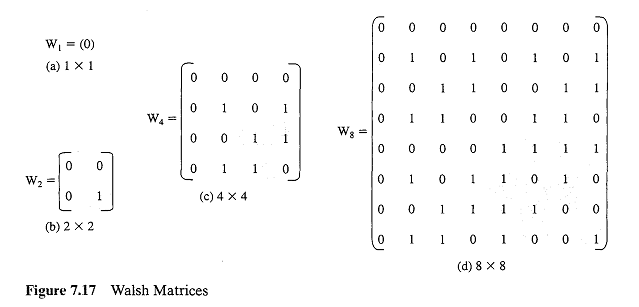 W₁ = (0)
(a) 1 × 1
W₂ =
0 0
0 1
(b) 2 × 2
W₄ =
0 0 0 0
0 1 0 1
0 0 1 1
0 1 1 0
(c) 4 × 4
W₈ =
0 0 0 0 0 0 0 0
0 1 0 1 0 1 0 1
0 0 1 1 0 0 1 1
0 1 1 0 0 1 1 0
0 0 0 0 1 1 1 1
0 1 0 1 1 0 1 0
0 0 1 1 1 1 0 0
0 1 1 0 1 0 0 1
(d) 8 × 8
Figure 7.17 Walsh Matrices